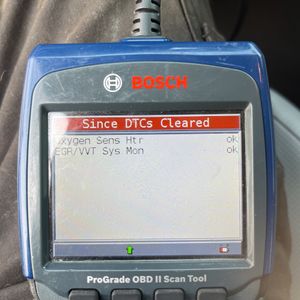 BOSCH
Since DTCs Cleared
Oxygen Sens Htr ok
EGR/VVT Sys Mon ok
ProGrade OBD II Scan Tool